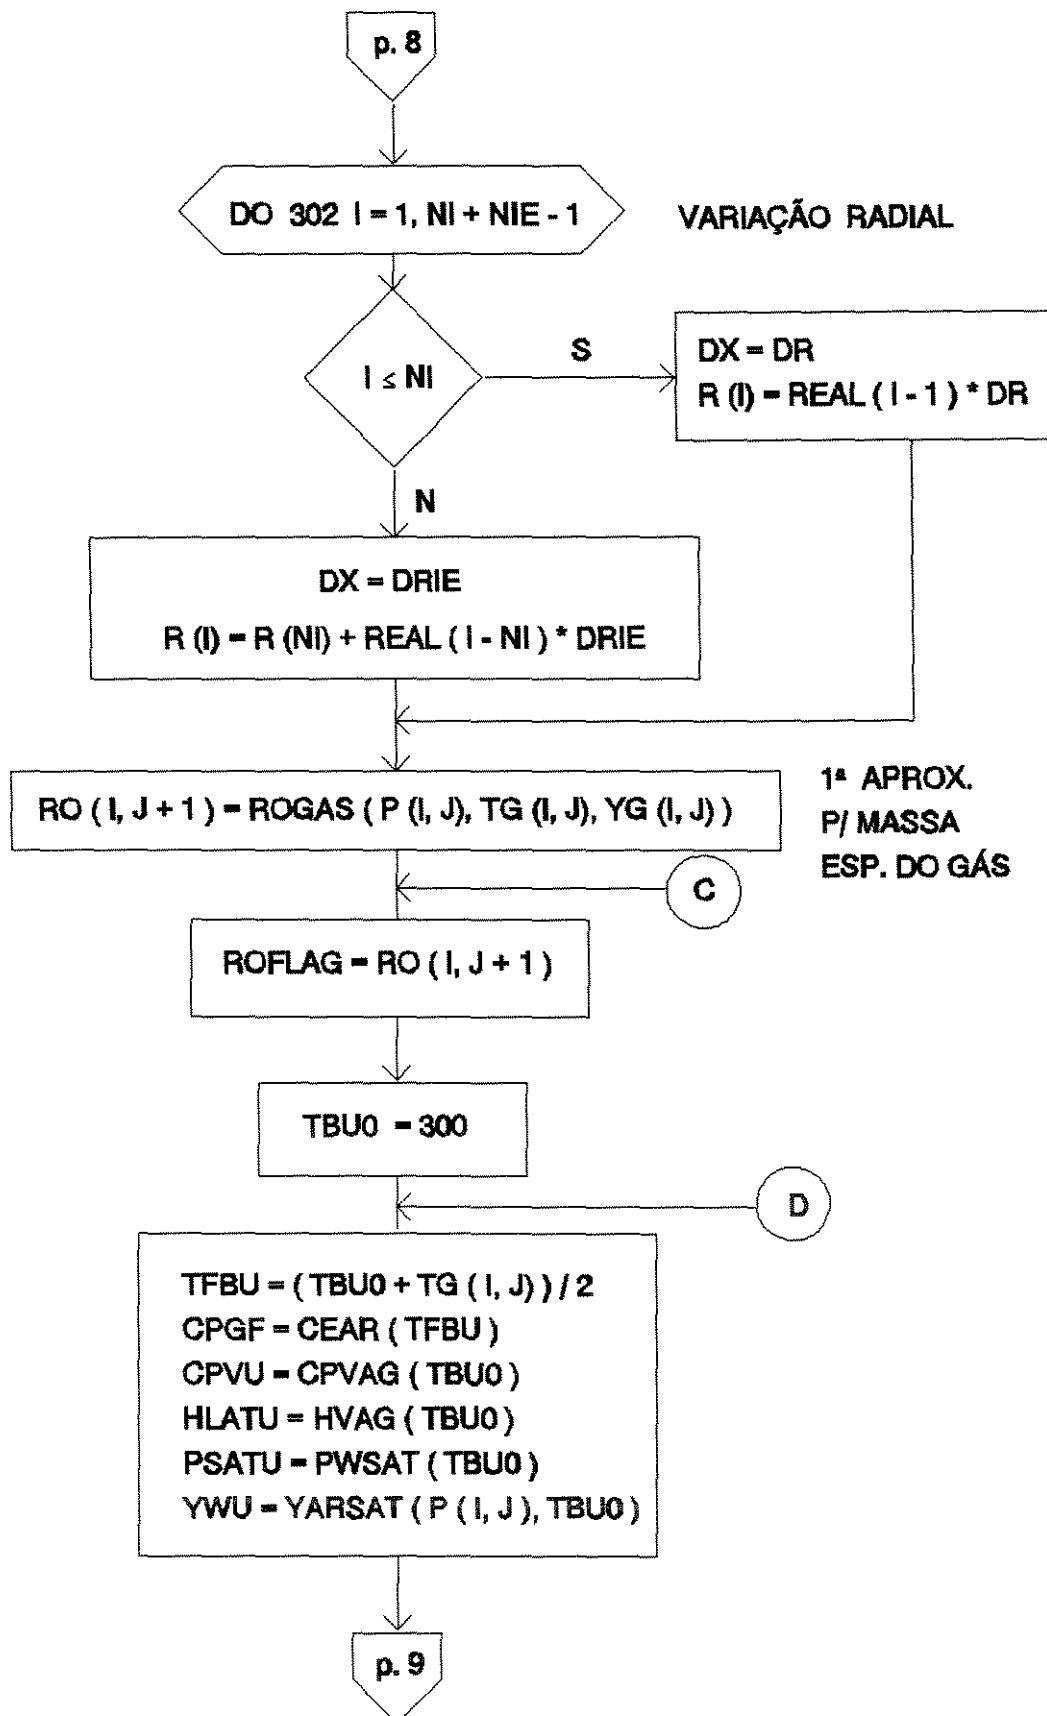 p. 8
DO 302 I = 1, NI + NIE - 1
VARIAÇÃO RADIAL
I ≤ NI
S
DX = DR
R (I) = REAL ( I - 1 ) * DR
N
DX = DRIE
R (I) = R (NI) + REAL ( I - NI ) * DRIE
RO ( I, J + 1 ) = ROGAS ( P (I, J), TG (I, J), YG (I, J) )
1ª APROX.
P/ MASSA
ESP. DO GÁS
C
ROFLAG = RO ( I, J + 1 )
TBU0 = 300
D
TFBU = ( TBU0 + TG ( I, J ) ) / 2
CPGF = CEAR ( TFBU )
CPVU = CPVAG ( TBU0 )
HLATU = HVAG ( TBU0 )
PSATU = PWSAT ( TBU0 )
YWU = YARSAT ( P ( I, J ), TBU0 )
p. 9